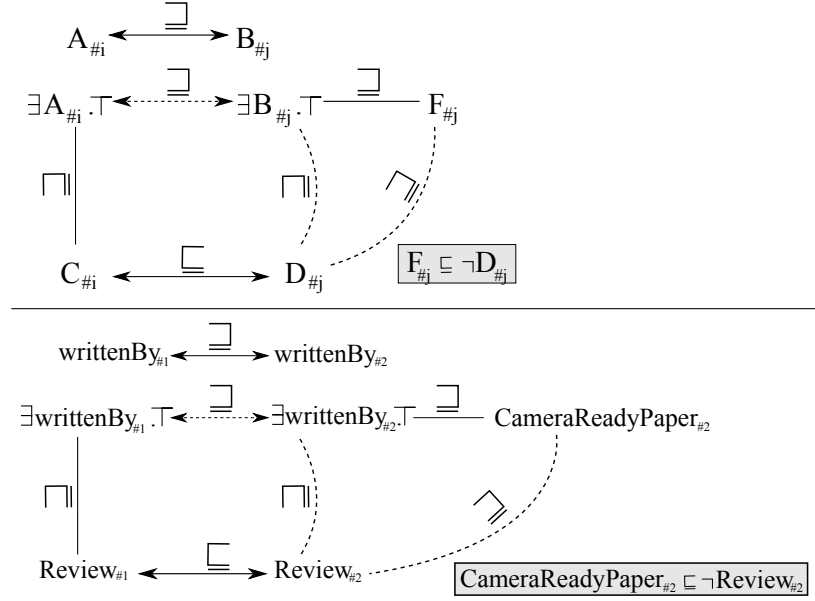 ⊒
A#i B#j
⊒ ⊒
∃A#i.⊤ ∃B#j.⊤ F#j
⊒ ⊒ ⊒
⊑
C#i D#j F#j ⊑ ¬D#j
⊒
writtenBy#1 writtenBy#2
⊒ ⊒
∃writtenBy#1.⊤ ∃writtenBy#2.⊤ CameraReadyPaper#2
⊒ ⊒ ⊒
⊑
Review#1 Review#2
CameraReadyPaper#2 ⊑ ¬Review#2